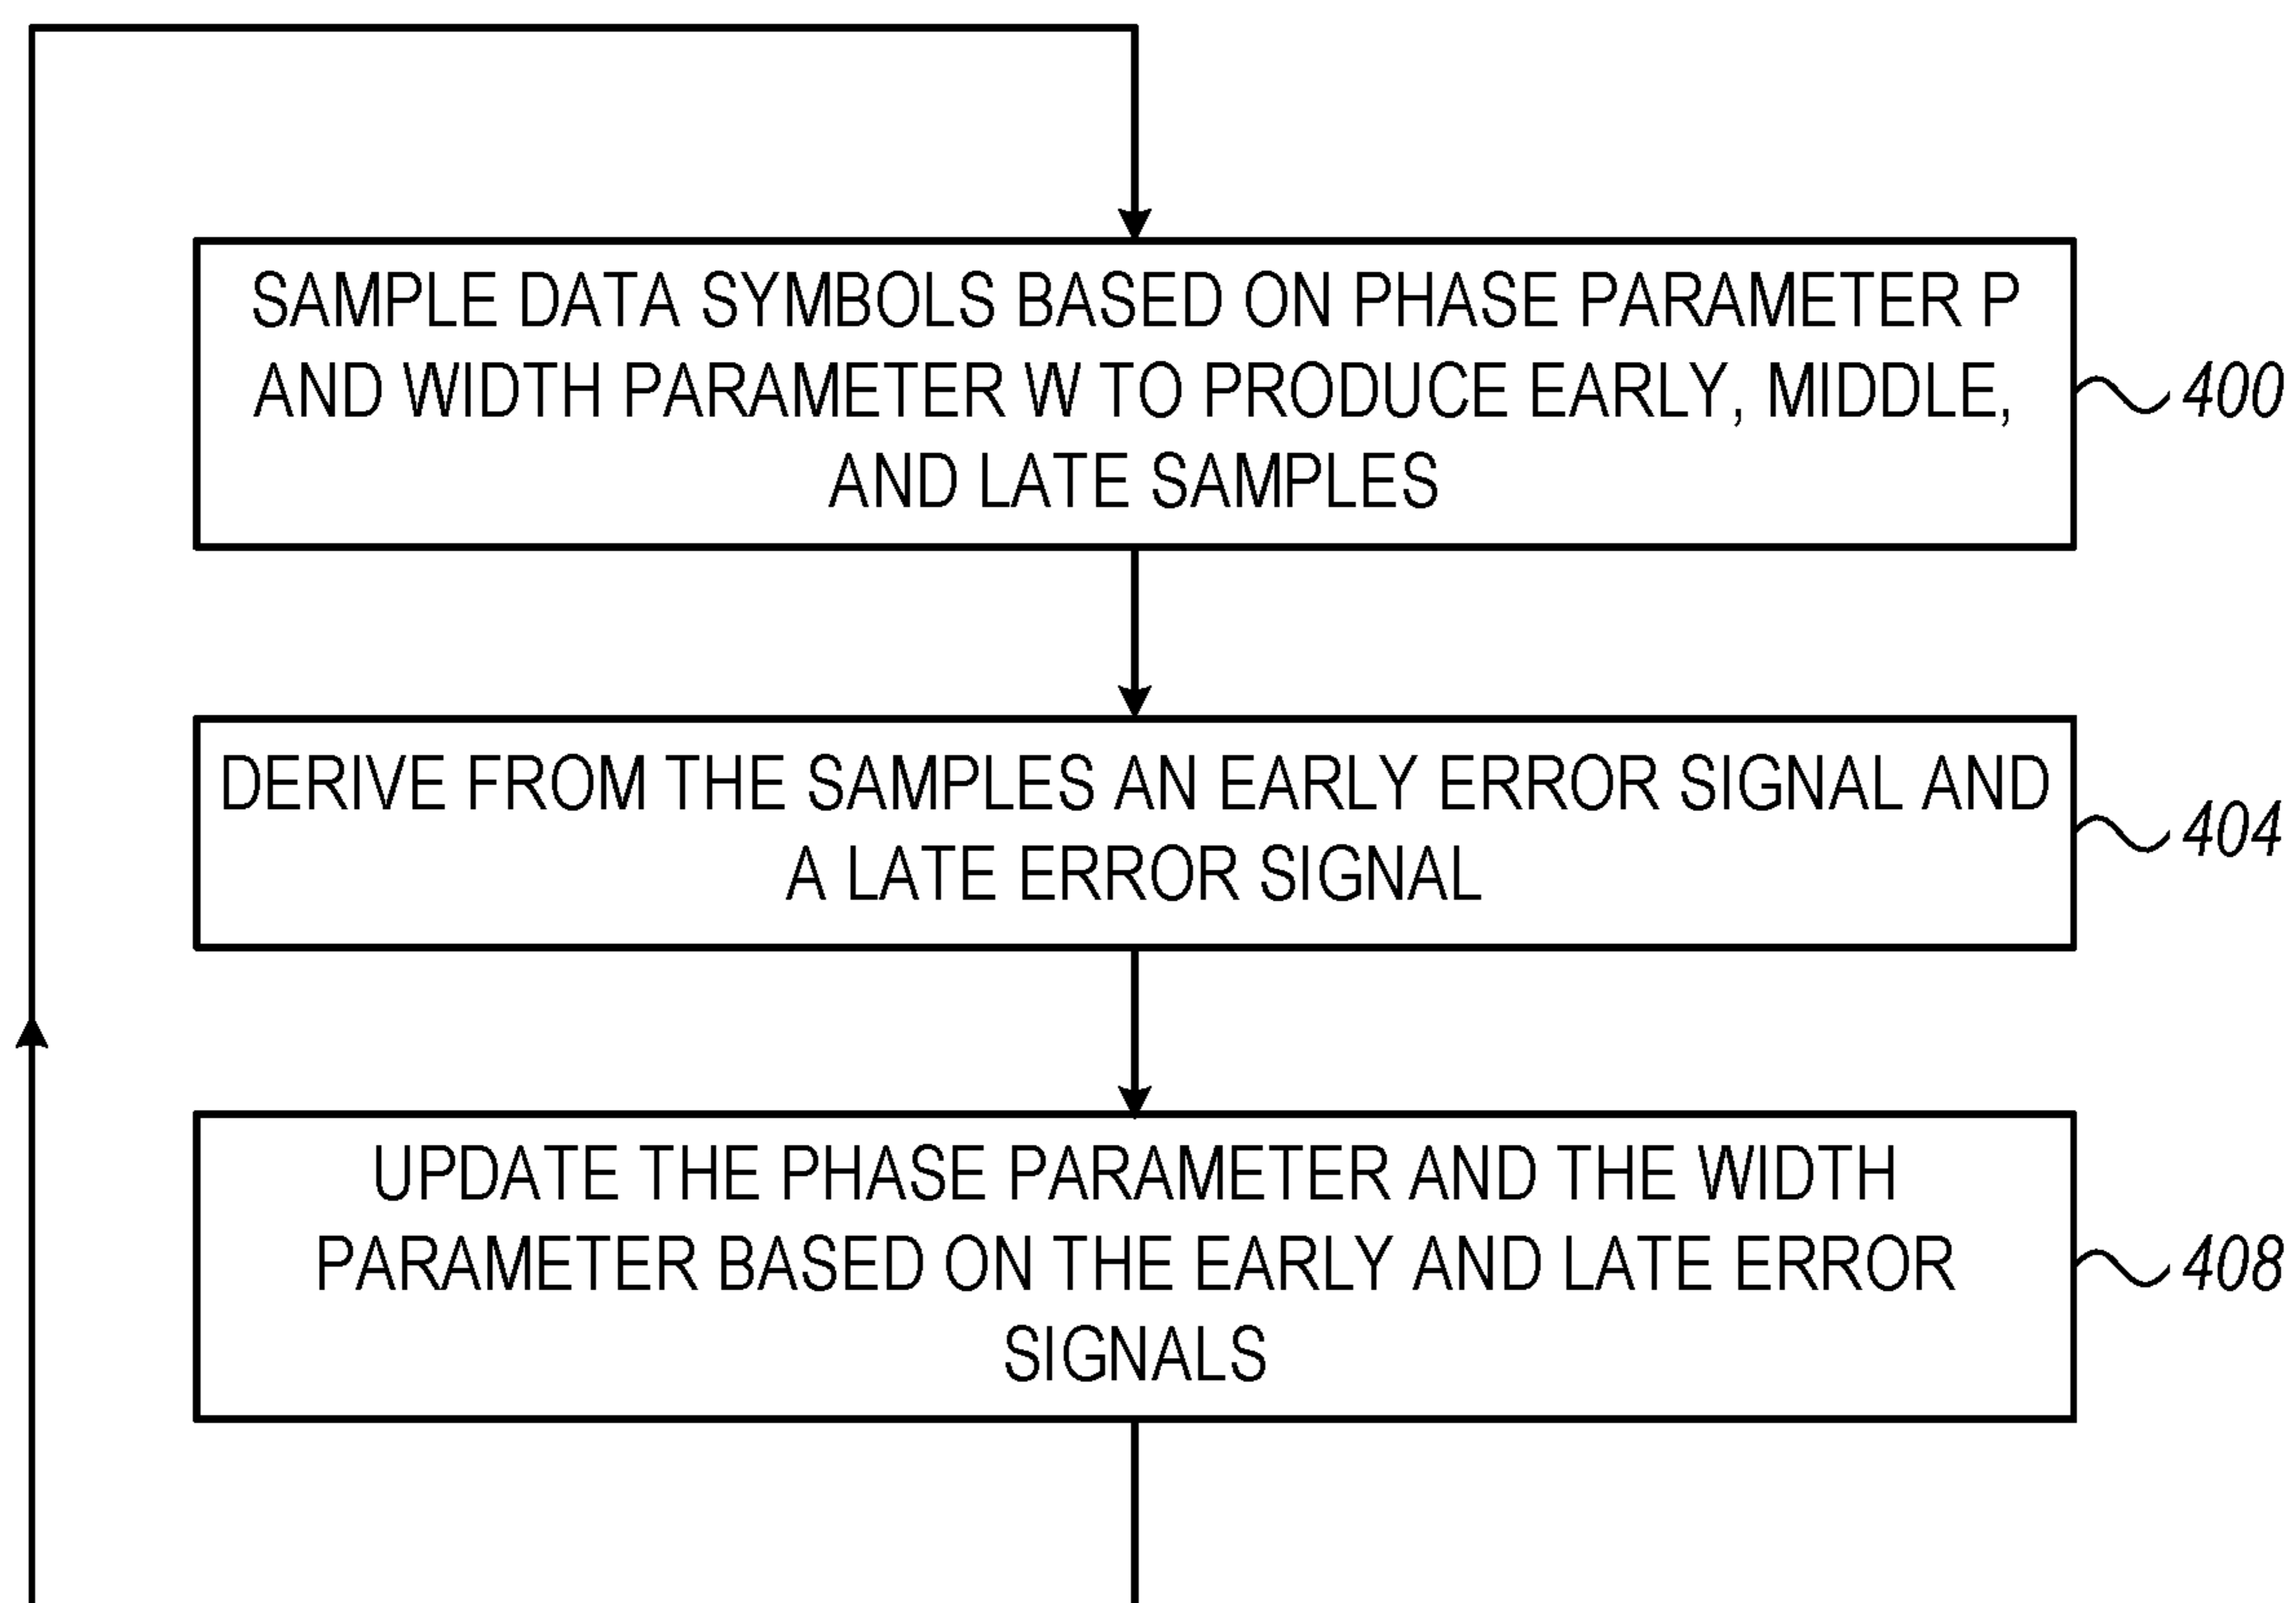 SAMPLE DATA SYMBOLS BASED ON PHASE PARAMETER P
AND WIDTH PARAMETER W TO PRODUCE EARLY, MIDDLE,
AND LATE SAMPLES
400
DERIVE FROM THE SAMPLES AN EARLY ERROR SIGNAL AND
A LATE ERROR SIGNAL
404
UPDATE THE PHASE PARAMETER AND THE WIDTH
PARAMETER BASED ON THE EARLY AND LATE ERROR
SIGNALS
408